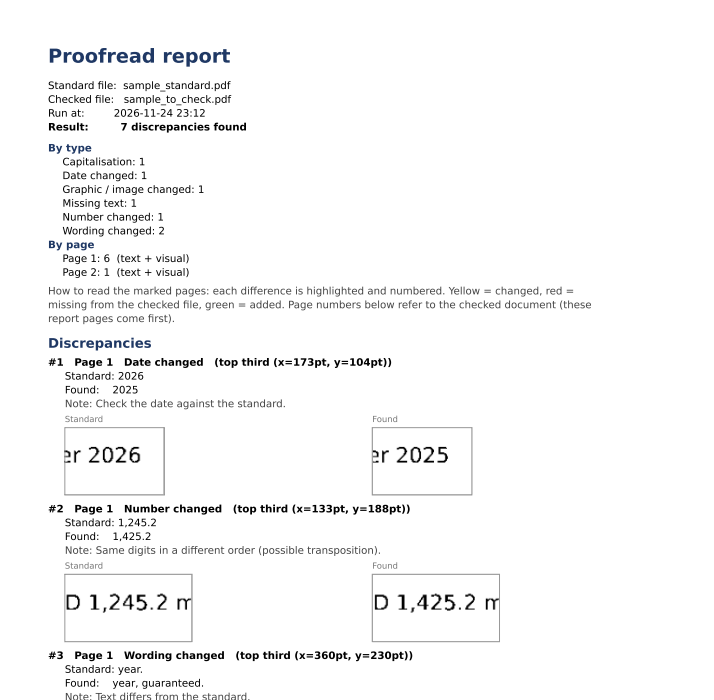 Proofread report
Standard file: sample_standard.pdf
Checked file: sample_to_check.pdf
Run at: 2026-11-24 23:12
Result: 7 discrepancies found
By type
Capitalisation: 1
Date changed: 1
Graphic / image changed: 1
Missing text: 1
Number changed: 1
Wording changed: 2
By page
Page 1: 6 (text + visual)
Page 2: 1 (text + visual)
How to read the marked pages: each difference is highlighted and numbered. Yellow = changed, red =
missing from the checked file, green = added. Page numbers below refer to the checked document (these
report pages come first).
Discrepancies
#1 Page 1 Date changed (top third (x=173pt, y=104pt))
Standard: 2026
Found: 2025
Note: Check the date against the standard.
Standard Found
er 2026 er 2025
#2 Page 1 Number changed (top third (x=133pt, y=188pt))
Standard: 1,245.2
Found: 1,425.2
Note: Same digits in a different order (possible transposition).
Standard Found
D 1,245.2 m D 1,425.2 m
#3 Page 1 Wording changed (top third (x=360pt, y=230pt))
Standard: year.
Found: year, guaranteed.
Note: Text differs from the standard.